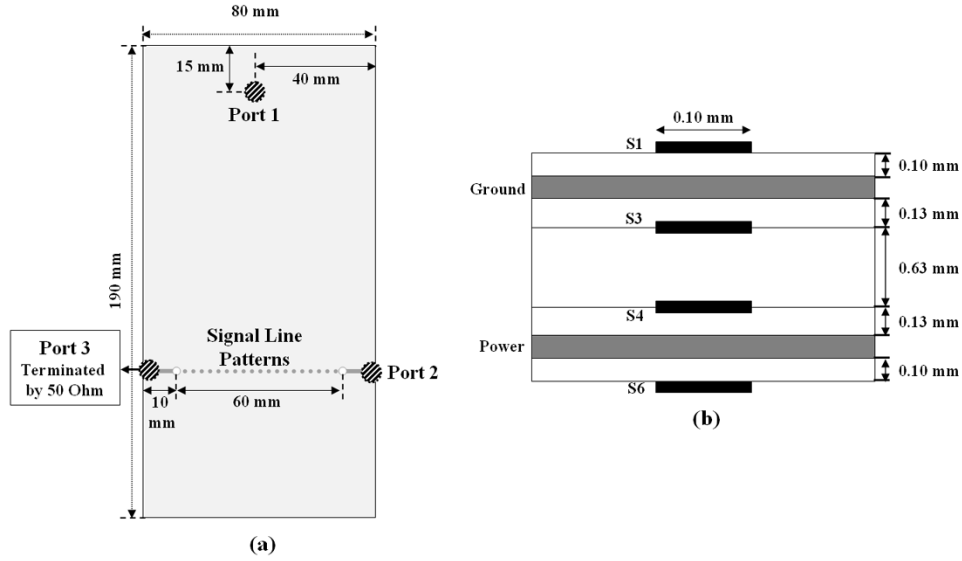 80 mm
15 mm
40 mm
Port 1
190 mm
Signal Line
Patterns
Port 3
Terminated
by 50 Ohm
Port 2
10
mm
60 mm
(a)
0.10 mm
S1
0.10 mm
Ground
0.13 mm
S3
0.63 mm
S4
0.13 mm
Power
0.10 mm
S6
(b)